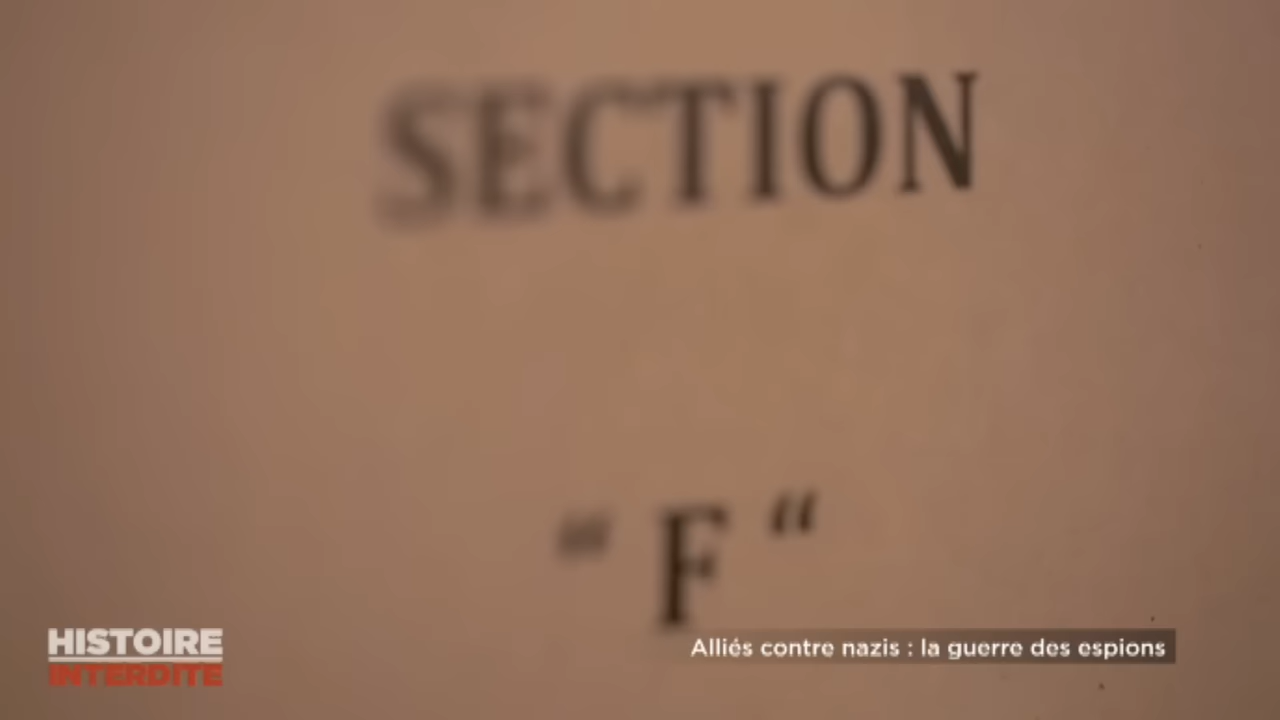 SECTION
“ F “
Alliés contre nazis : la guerre des espions
HISTOIRE
INTERDITE